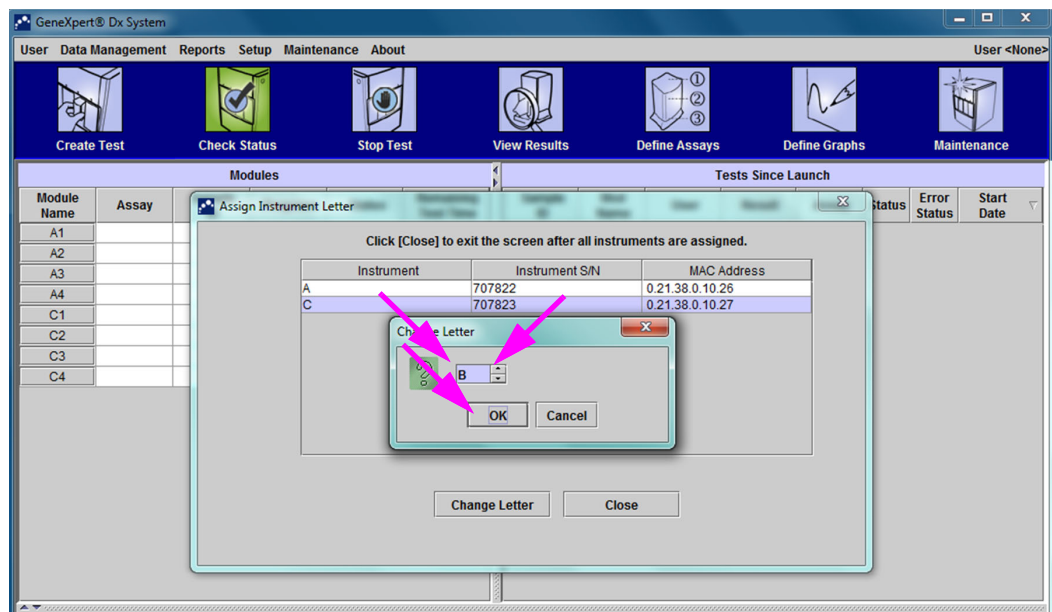 GeneXpert® Dx System
User Data Management Reports Setup Maintenance About User <None>
Create Test Check Status Stop Test View Results Define Assays Define Graphs Maintenance
Modules Tests Since Launch
Module Name Assay Status Error Status Start Date
A1
A2
A3
A4
C1
C2
C3
C4
Assign Instrument Letter
Click [Close] to exit the screen after all instruments are assigned.
Instrument Instrument S/N MAC Address
A 707822 0.21.38.0.10.26
C 707823 0.21.38.0.10.27
Letter
B
OK Cancel
Change Letter Close